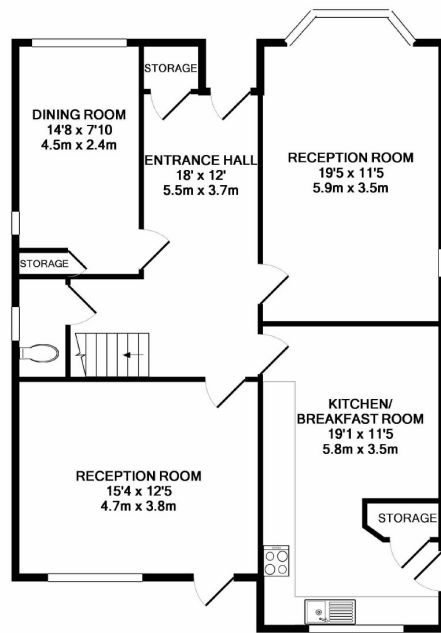 STORAGE
DINING ROOM
14'8 x 7'10
4.5m x 2.4m
ENTRANCE HALL
18' x 12'
5.5m x 3.7m
RECEPTION ROOM
19'5 x 11'5
5.9m x 3.5m
STORAGE
KITCHEN/
BREAKFAST ROOM
19'1 x 11'5
5.8m x 3.5m
RECEPTION ROOM
15'4 x 12'5
4.7m x 3.8m
STORAGE